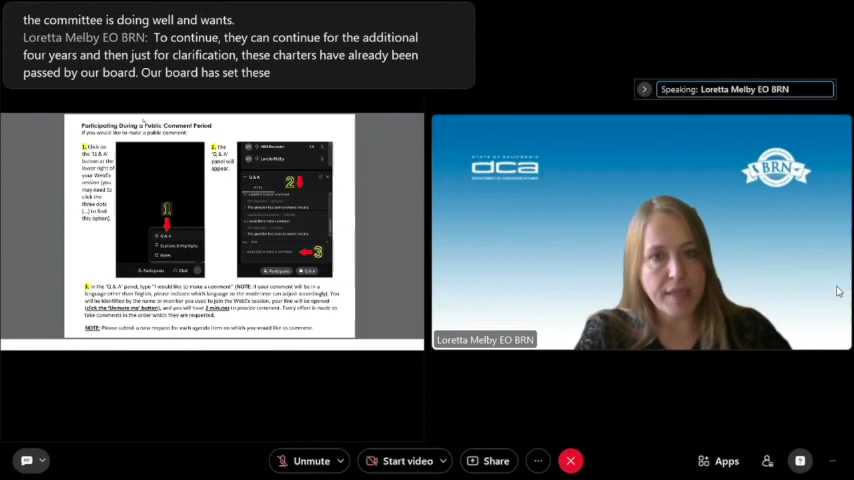 the committee is doing well and wants.
Loretta Melby EO BRN: To continue, they can continue for the additional
four years and then just for clarification, these charters have already been
passed by our board. Our board has set these
Speaking: Loretta Melby EO BRN
Participating During a Public Comment Period
If you would like to make a public comment:
1. Click on
the 'Q & A'
button at the
lower right of
your WebEx
session (you
may need to
click the
three dots
(...) to find
this option).
1
Q & A
Notes
Participants
Chat
2. The
'Q & A'
panel will
appear.
Loretta Melby
Q & A
2
3
Participants
Q & A
3. In the 'Q & A' panel, type "I would like to make a comment" (NOTE: if your comment will be in a
language other than English, please indicate which language so the moderator can adjust accordingly). You
will be identified by the name or moniker you used to join the WebEx session, your line will be opened
(click the 'Unmute me' button), and you will have 2 minutes to provide comment. Every effort is made to
take comments in the order which they are requested.
NOTE: Please submit a new request for each agenda item on which you would like to comment.
STATE OF CALIFORNIA
dca
DEPARTMENT OF CONSUMER AFFAIRS
BRN
Loretta Melby EO BRN
Unmute
Start video
Share
Apps